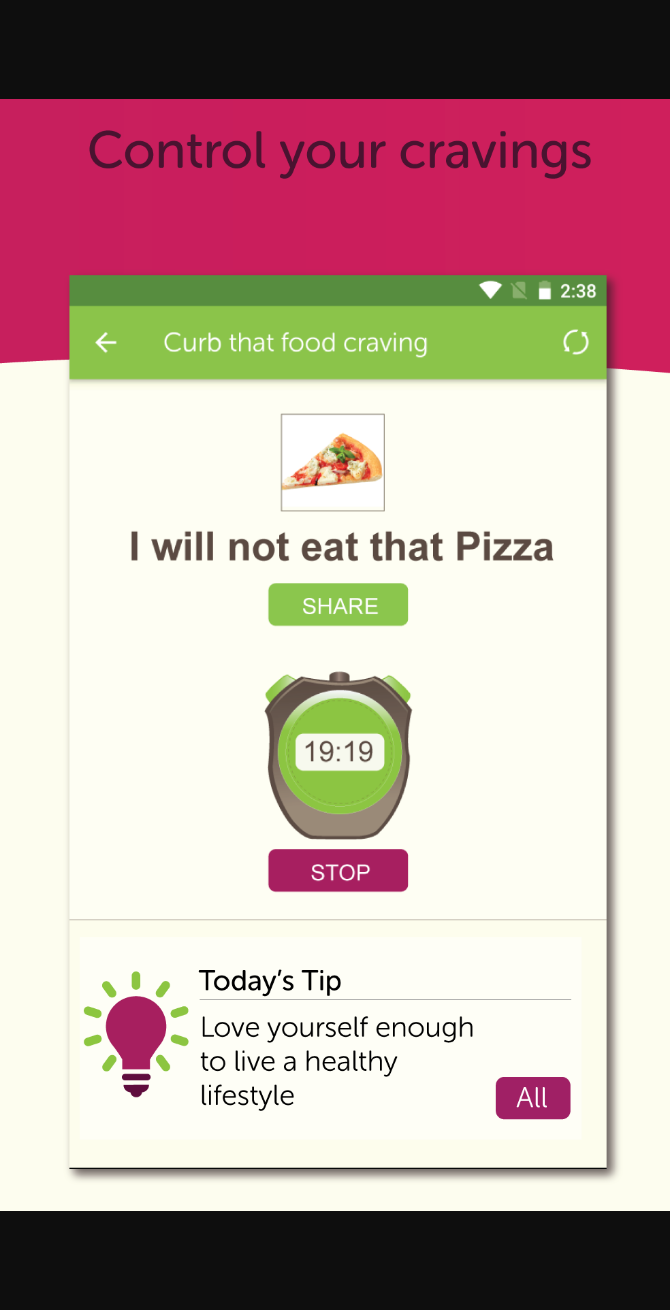 Control your cravings
2:38
Curb that food craving
I will not eat that Pizza
SHARE
19:19
STOP
Today's Tip
Love yourself enough
to live a healthy
lifestyle
All